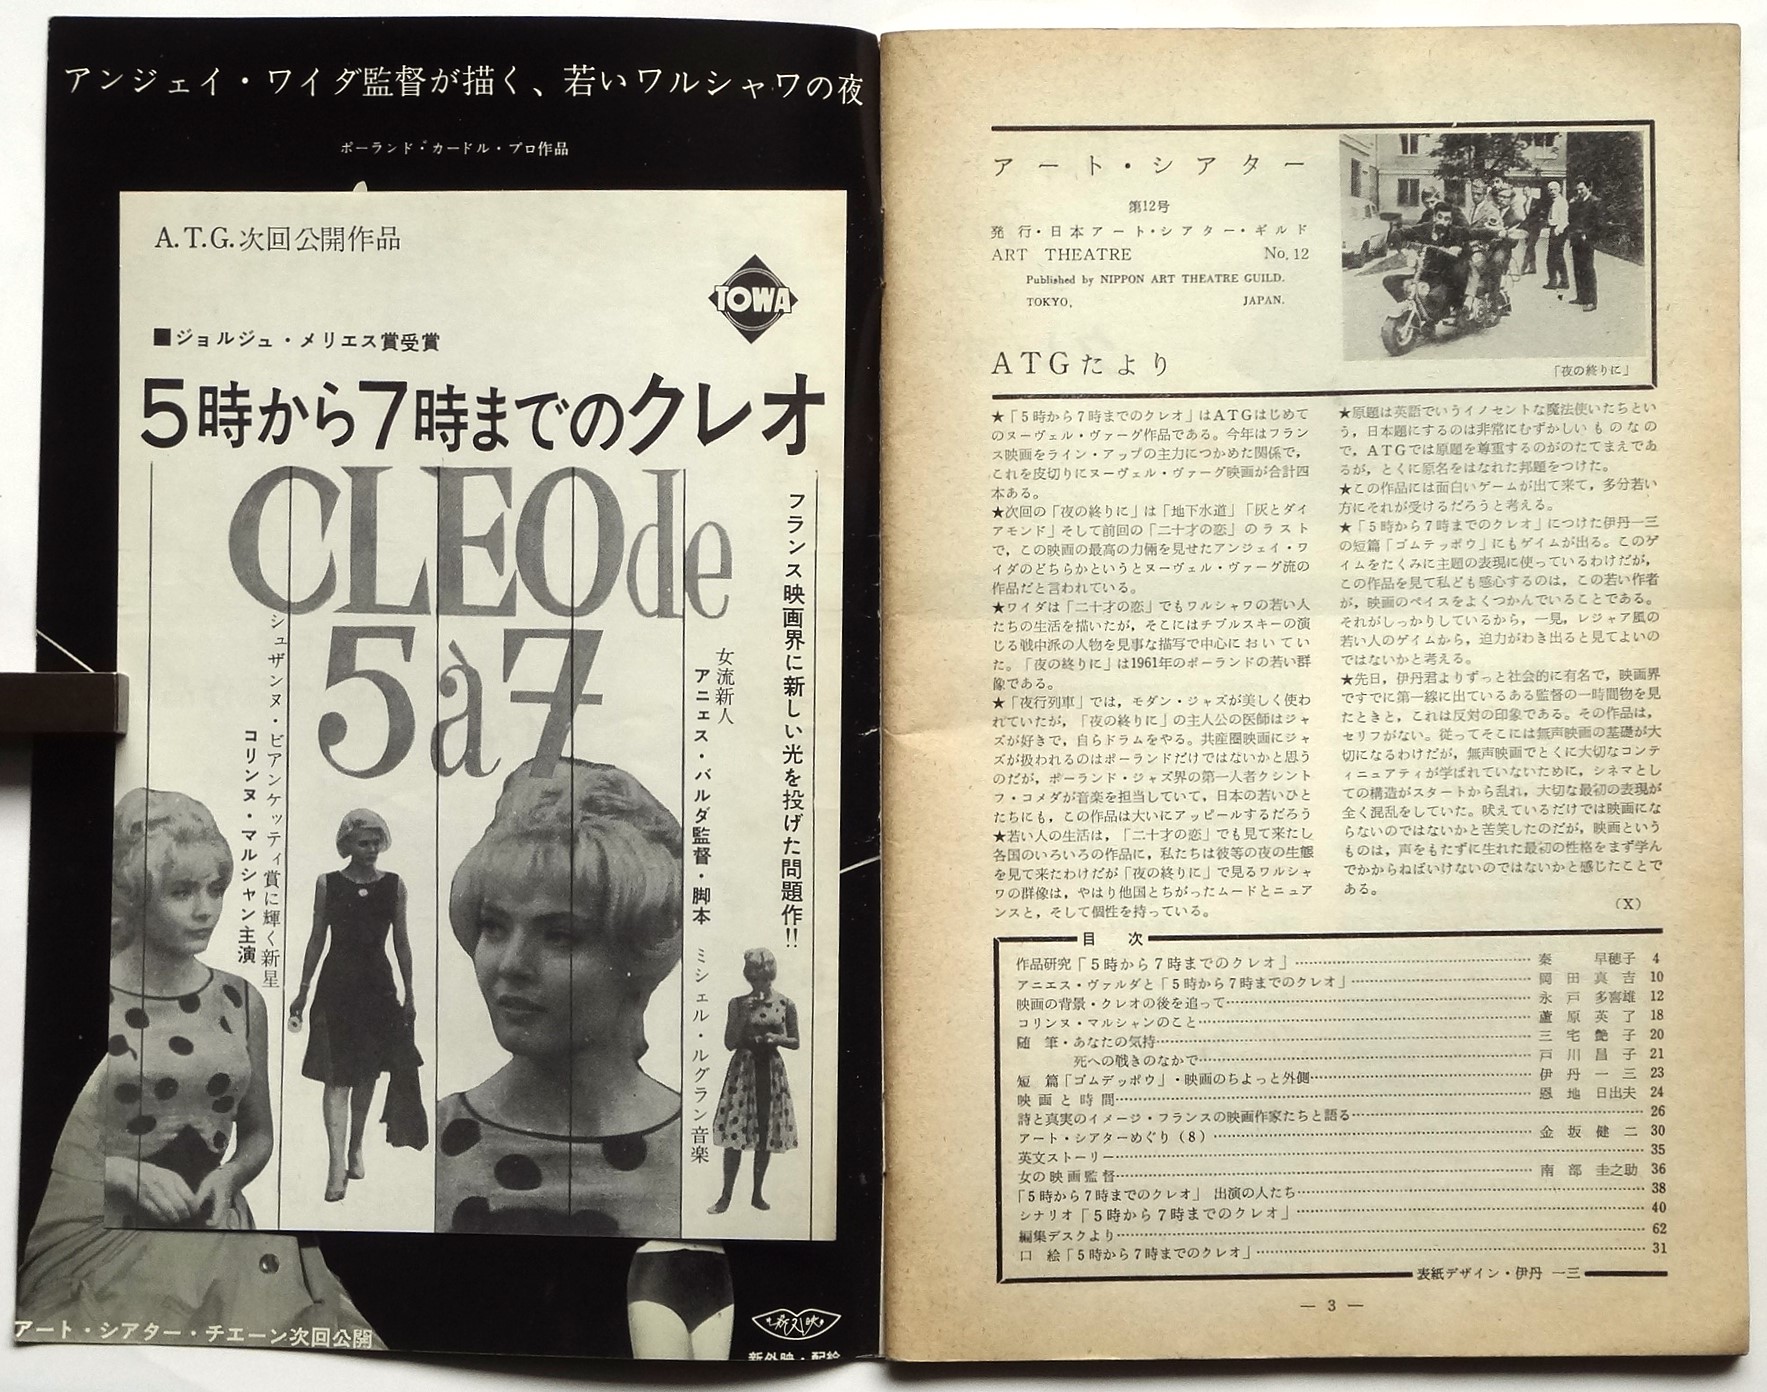 アンジェイ・ワイダ監督が描く、若いワルシャワの夜
ポーランド・カードル・プロ作品
A.T.G.次回公開作品
TOWA
■ジョルジュ・メリエス賞受賞
5時から7時までのクレオ
CLEO de
5 à 7
フランス映画界に新しい光を投げた問題作!!
女流新人
アニエス・バルダ監督・脚本
ミシェル・ルグラン音楽
シュザンヌ・ビアンケッティ賞に輝く新星
コリンヌ・マルシャン主演
アート・シアター・チエーン次回公開
新外映・配給
アート・シアター
第12号
発行・日本アート・シアター・ギルド
ART THEATRE No.12
Published by NIPPON ART THEATRE GUILD.
TOKYO, JAPAN.
「夜の終りに」
ATGだより
★「5時から7時までのクレオ」はATGはじめて
のヌーヴェル・ヴァーグ作品である。今年はフラン
ス映画をライン・アップの主力につかめた関係で,
これを皮切りにヌーヴェル・ヴァーグ映画が合計四
本ある。
★次回の「夜の終りに」は「地下水道」「灰とダイ
アモンド」そして前回の「二十才の恋」のラスト
で,この映画の最高の力倆を見せたアンジェイ・ワ
イダのどちらかというとヌーヴェル・ヴァーグ流の
作品だと言われている。
★ワイダは「二十才の恋」でもワルシャワの若い人
たちの生活を描いたが,そこにはチブルスキーの演
じる戦中派の人物を見事な描写で中心においてい
た。「夜の終りに」は1961年のポーランドの若い群
像である。
★「夜行列車」では,モダン・ジャズが美しく使わ
れていたが,「夜の終りに」の主人公の医師はジャ
ズが好きで,自らドラムをやる。共産圏映画にジャ
ズが扱われるのはポーランドだけではないかと思う
のだが,ポーランド・ジャズ界の第一人者クシント
フ・コメダが音楽を担当していて,日本の若いひと
たちにも,この作品は大いにアッピールするだろう
★若い人の生活は,「二十才の恋」でも見て来たし
各国のいろいろの作品に,私たちは彼等の夜の生態
を見て来たわけだが「夜の終りに」で見るワルシャ
ワの群像は,やはり他国とちがったムードとニュア
ンスと,そして個性を持っている。
★原題は英語でいうイノセントな魔法使いたちとい
う,日本題にするのは非常にむずかしいものなの
で,ATGでは原題を尊重するのがのたてまえであ
るが,とくに原名をはなれた邦題をつけた。
★この作品には面白いゲームが出て来て,多分若い
方にそれが受けるだろうと考える。
★「5時から7時までのクレオ」につけた伊丹一三
の短篇「ゴムテッポウ」にもゲイムが出る。このゲ
イムをたくみに主題の表現に使っているわけだが,
この作品を見て私ども感心するのは,この若い作者
が,映画のペイスをよくつかんでいることである。
それがしっかりしているから,一見,レジャア風の
若い人のゲイムから,迫力がわき出ると見てよいの
ではないかと考える。
★先日,伊丹君よりずっと社会的に有名で,映画界
ですでに第一線に出ているある監督の一時間物を見
たときと,これは反対の印象である。その作品は,
セリフがない。従ってそこには無声映画の基礎が大
切になるわけだが,無声映画でとくに大切なコンテ
ィニュアティが学ばれていないために,シネマとし
ての構造がスタートから乱れ,大切な最初の表現が
全く混乱をしていた。吠えているだけでは映画にな
らないのではないかと苦笑したのだが,映画という
ものは,声をもたずに生れた最初の性格をまず学ん
でかからねばいけないのではないかと感じたことで
ある。
(X)
目 次
作品研究「5時から7時までのクレオ」……秦 早穂子 4
アニエス・ヴァルダと「5時から7時までのクレオ」……岡田真吉 10
映画の背景・クレオの後を追って……永戸多喜雄 12
コリンヌ・マルシャンのこと……蘆原英了 18
随 筆・あなたの気持……三宅艶子 20
死への戦きのなかで……戸川昌子 21
短 篇「ゴムデッポウ」・映画のちょっと外側……伊丹一三 23
映画と時間……恩地日出夫 24
詩と真実のイメージ・フランスの映画作家たちと語る……26
アート・シアターめぐり(8)……金坂健二 30
英文ストーリー……35
女の映画監督……南部圭之助 36
「5時から7時までのクレオ」出演の人たち……38
シナリオ「5時から7時までのクレオ」……40
編集デスクより……62
口 絵「5時から7時までのクレオ」……31
表紙デザイン・伊丹 一三
— 3 —